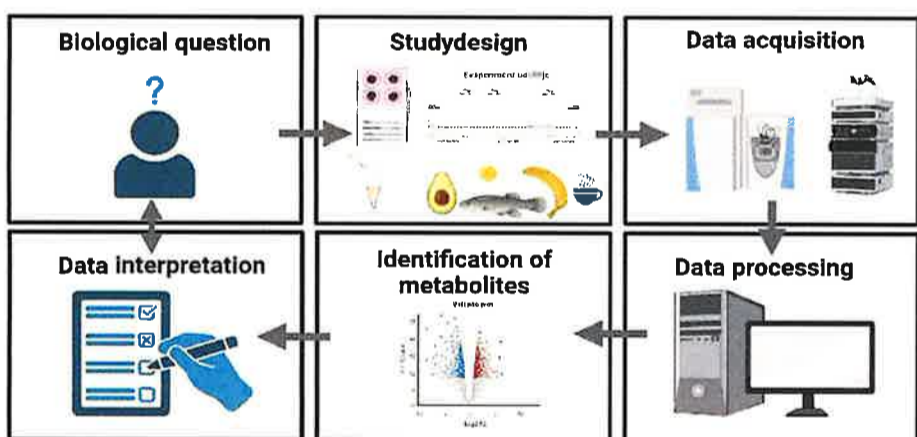 Biological question
?
Studydesign
Data acquisition
Data interpretation
Identification of
metabolites
Data processing